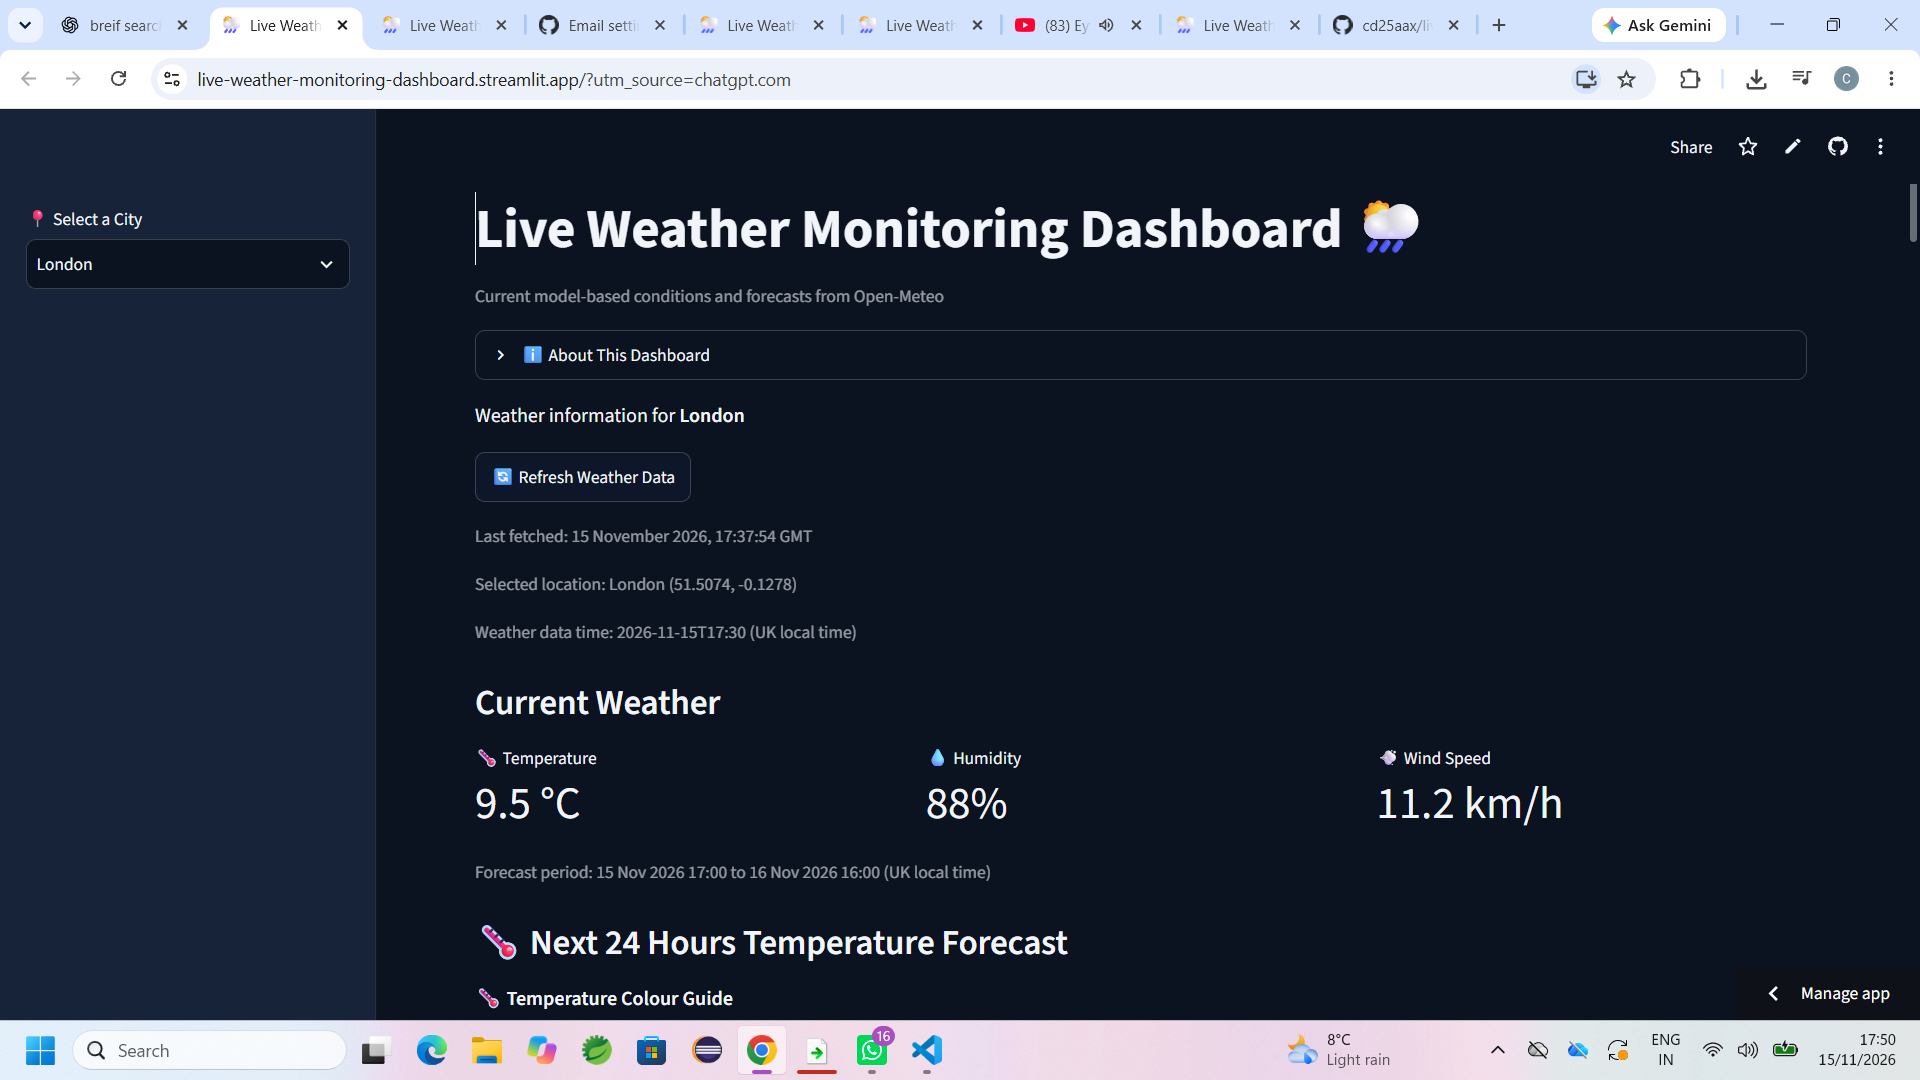 breif searc
Live Weath
Live Weath
Email setti
Live Weath
Live Weath
(83) Ey
Live Weath
cd25aax/li
Ask Gemini
live-weather-monitoring-dashboard.streamlit.app/?utm_source=chatgpt.com
C
Share
Select a City
London
Live Weather Monitoring Dashboard
Current model-based conditions and forecasts from Open-Meteo
About This Dashboard
Weather information for London
Refresh Weather Data
Last fetched: 15 November 2026, 17:37:54 GMT
Selected location: London (51.5074, -0.1278)
Weather data time: 2026-11-15T17:30 (UK local time)
Current Weather
Temperature Humidity Wind Speed
9.5 °C 88% 11.2 km/h
Forecast period: 15 Nov 2026 17:00 to 16 Nov 2026 16:00 (UK local time)
Next 24 Hours Temperature Forecast
Temperature Colour Guide
Manage app
Search
16
8°C
Light rain
ENG
IN
17:50
15/11/2026